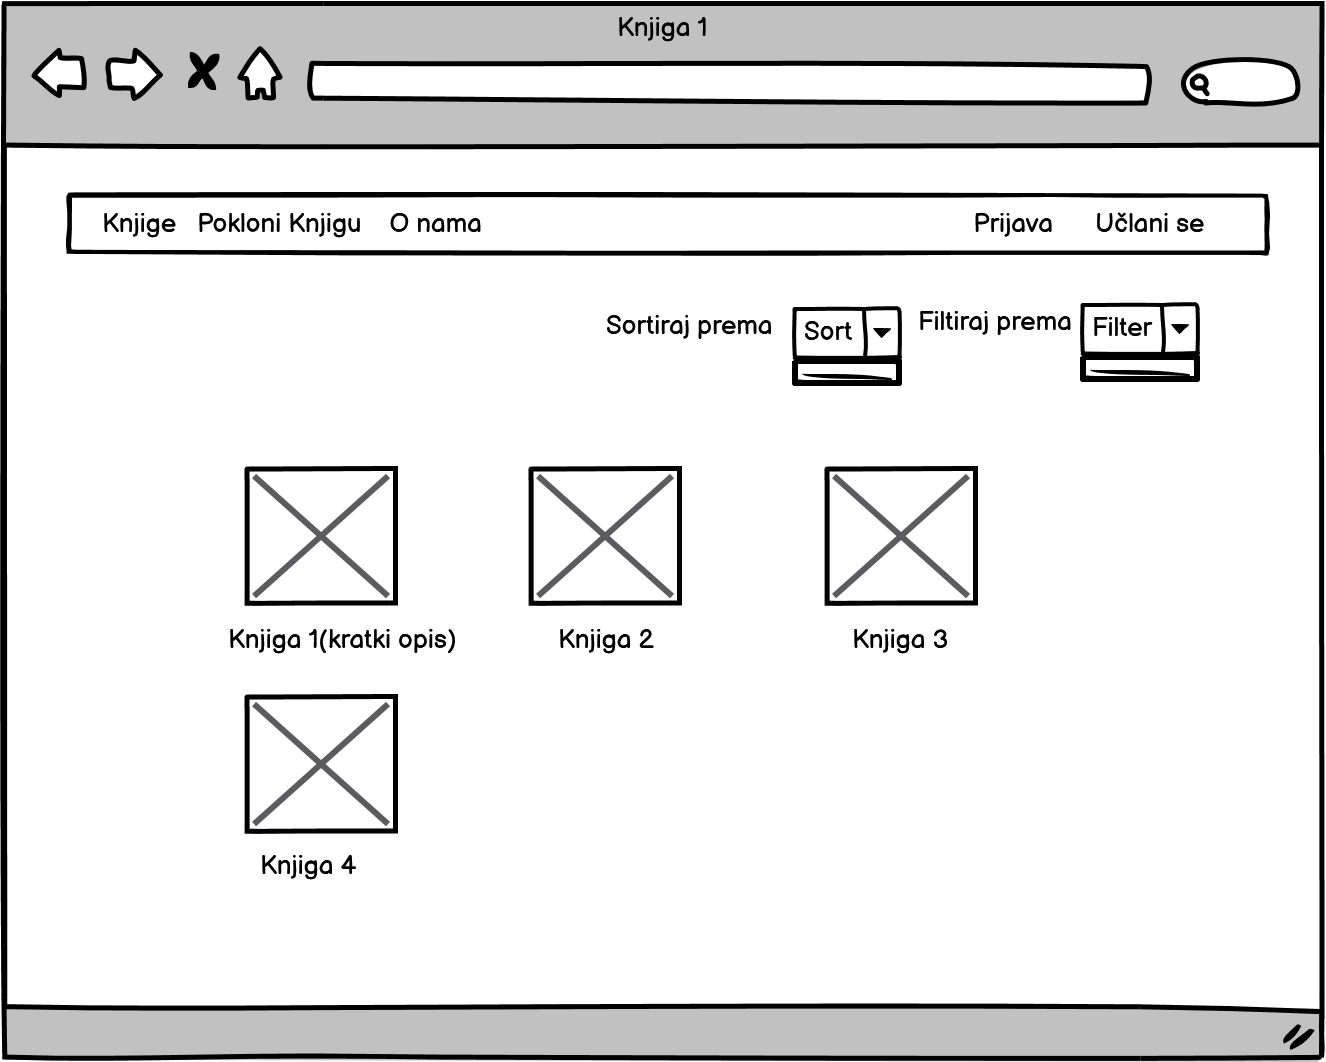 Knjiga 1
Knjige Pokloni Knjigu O nama Prijava Učlani se
Sortiraj prema Sort Filtiraj prema Filter
Knjiga 1(kratki opis) Knjiga 2 Knjiga 3
Knjiga 4